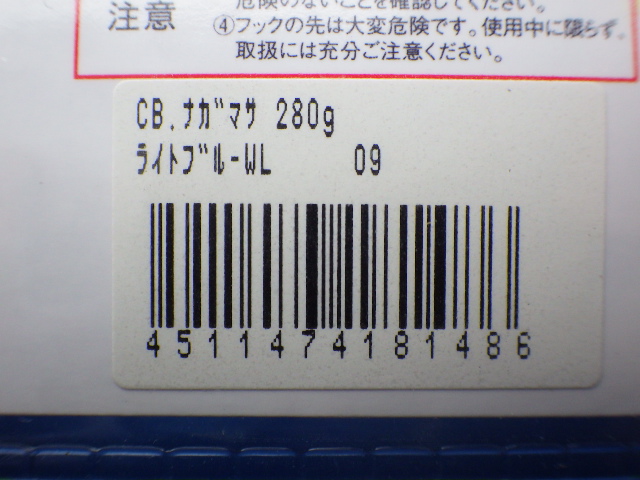 危険のないことを確認してください。
注意
④フックの先は大変危険です。使用中に限らず、
取扱には充分ご注意ください。
CB.ﾅｶﾞﾏｻ 280g
ﾗｲﾄﾌﾞﾙ-WL 09
4511474181486